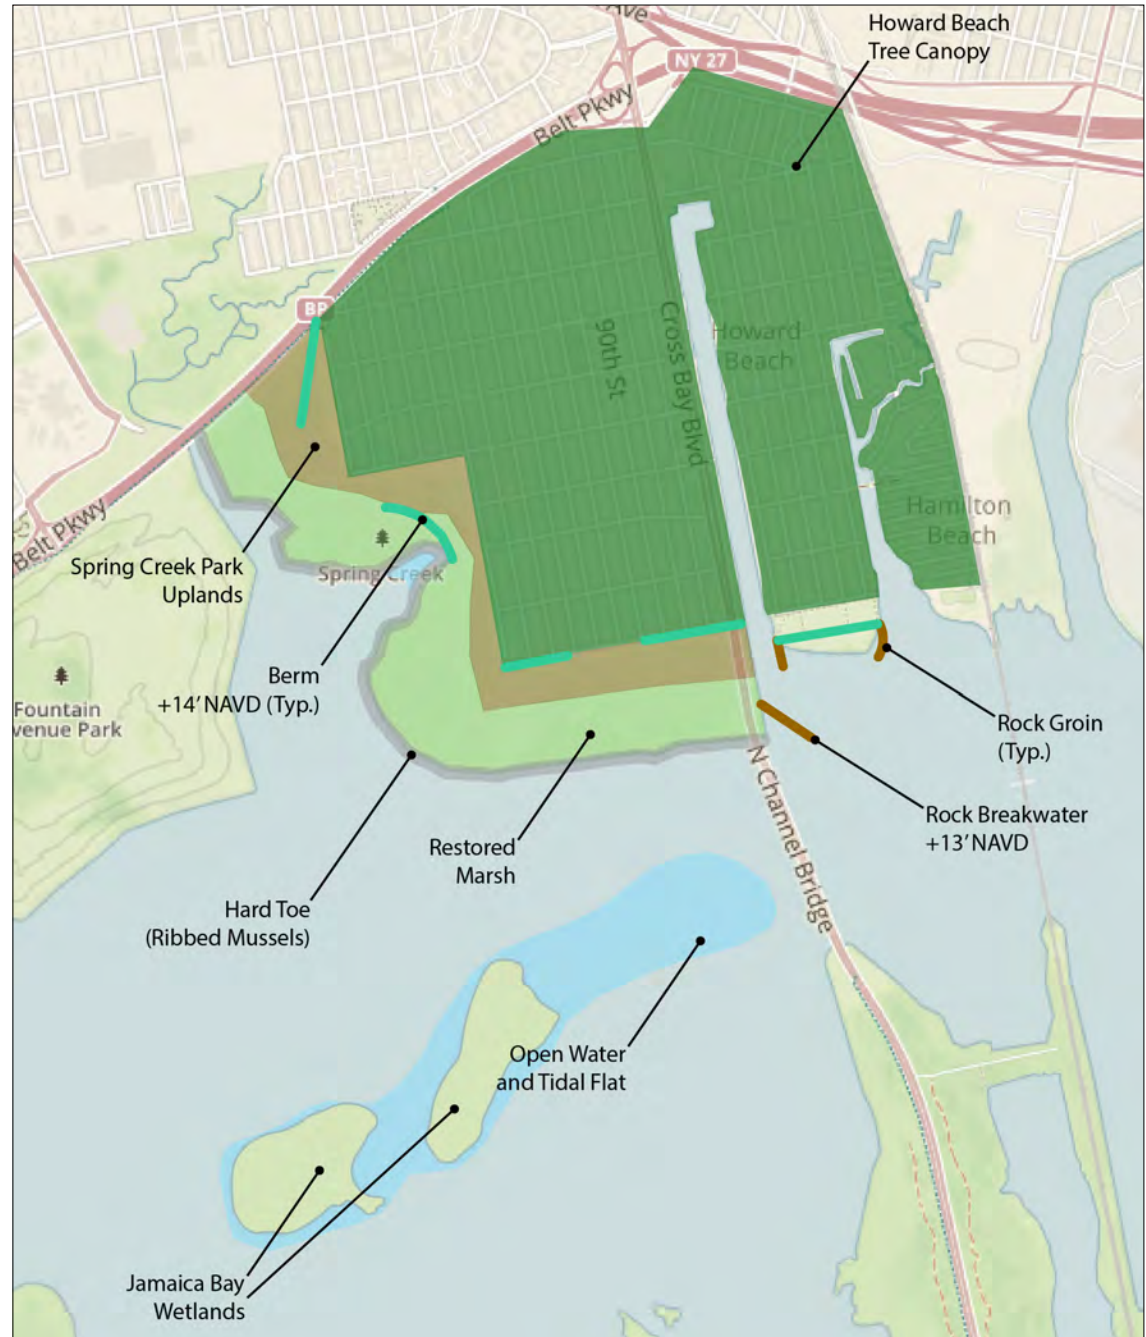 Howard Beach
Tree Canopy
Ave
NY 27
Belt Pkwy
BP
90th St
Cross Bay Blvd
Howard
Beach
Hamilton
Beach
Belt Pkwy
Spring Creek Park
Uplands
Spring Creek
Berm
+14' NAVD (Typ.)
Fountain
venue Park
Rock Groin
(Typ.)
N Channel Bridge
Rock Breakwater
+13' NAVD
Restored
Marsh
Hard Toe
(Ribbed Mussels)
Open Water
and Tidal Flat
Jamaica Bay
Wetlands